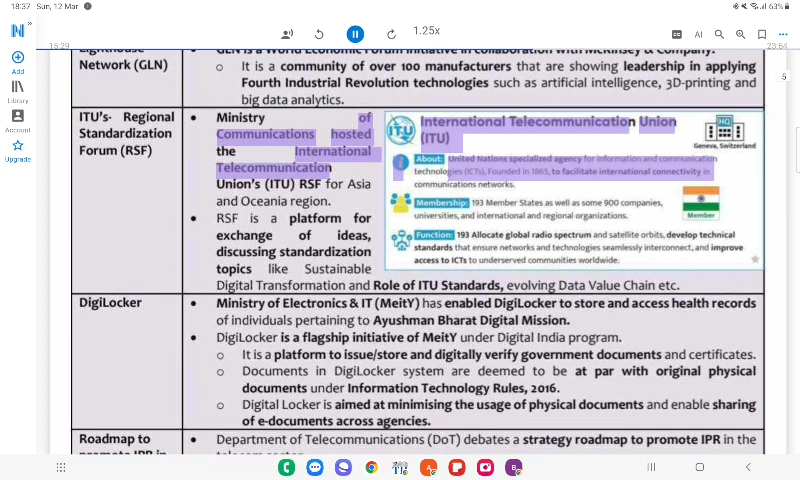 18:37 Sun, 12 Mar
63%
N
»
Add
Library
Account
Upgrade
1.25x
AI
15:29
23:54
5
Lighthouse
Network (GLN)
GLN is a World Economic Forum initiative in collaboration with McKinsey & Company.
o It is a community of over 100 manufacturers that are showing leadership in applying
Fourth Industrial Revolution technologies such as artificial intelligence, 3D-printing and
big data analytics.
ITU's- Regional
Standardization
Forum (RSF)
• Ministry of
Communications hosted
the International
Telecommunication
Union's (ITU) RSF for Asia
and Oceania region.
• RSF is a platform for
exchange of ideas,
discussing standardization
topics like Sustainable
Digital Transformation and Role of ITU Standards, evolving Data Value Chain etc.
ITU
International Telecommunication Union
(ITU)
HQ
Geneva, Switzerland
About: United Nations specialized agency for information and communication
technologies (ICTs), Founded in 1865, to facilitate international connectivity in
communications networks.
Membership: 193 Member States as well as some 900 companies,
universities, and international and regional organizations.
Member
Function: 193 Allocate global radio spectrum and satellite orbits, develop technical
standards that ensure networks and technologies seamlessly interconnect, and improve
access to ICTs to underserved communities worldwide.
DigiLocker
• Ministry of Electronics & IT (MeitY) has enabled DigiLocker to store and access health records
of individuals pertaining to Ayushman Bharat Digital Mission.
• DigiLocker is a flagship initiative of MeitY under Digital India program.
o It is a platform to issue/store and digitally verify government documents and certificates.
o Documents in DigiLocker system are deemed to be at par with original physical
documents under Information Technology Rules, 2016.
o Digital Locker is aimed at minimising the usage of physical documents and enable sharing
of e-documents across agencies.
Roadmap to
promote IPR in
• Department of Telecommunications (DoT) debates a strategy roadmap to promote IPR in the
telecom sector.